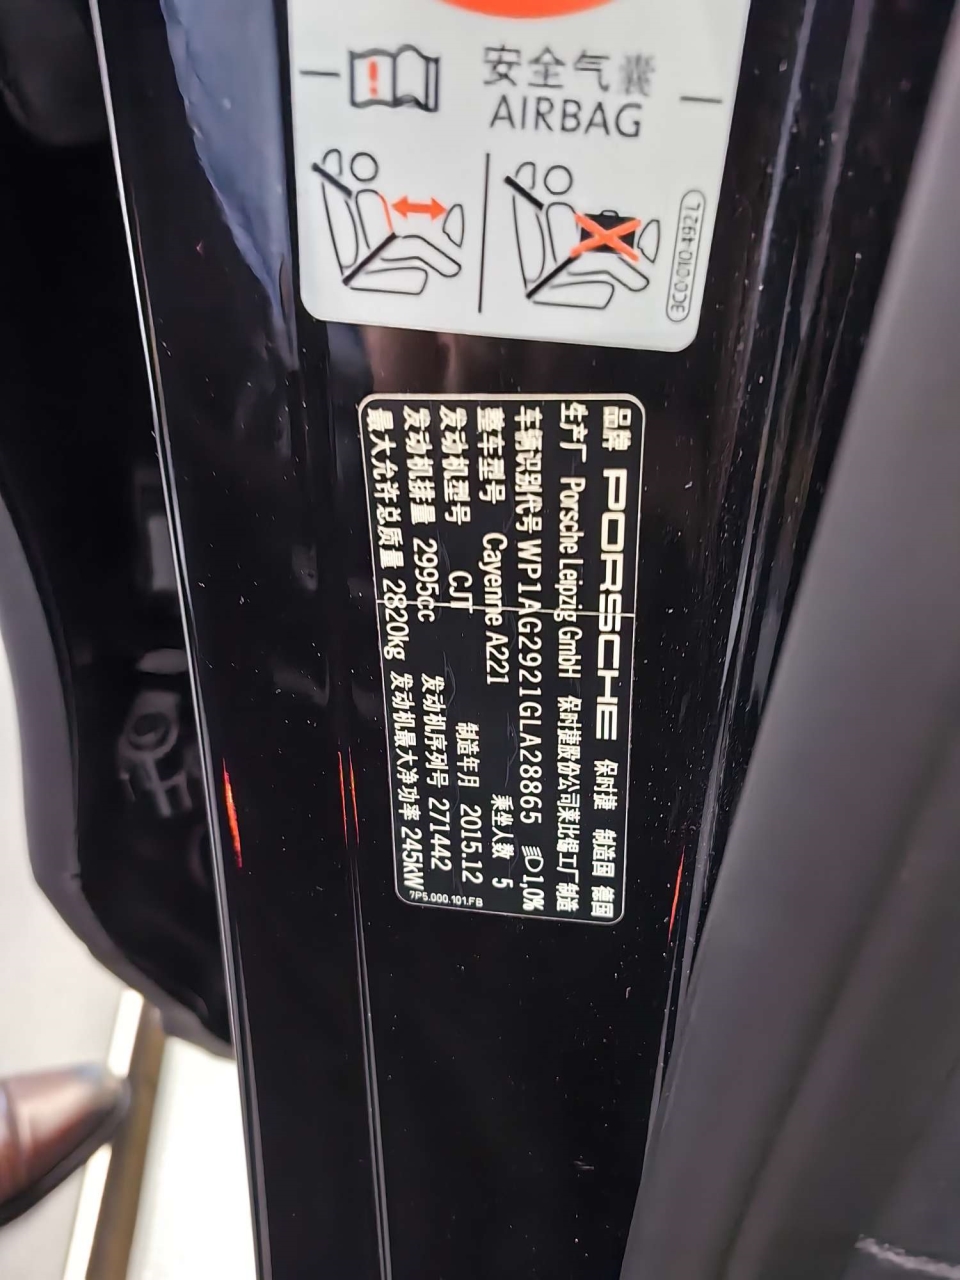 安全气囊
AIRBAG
3C0010.492L
品牌 PORSCHE 保时捷 制造国 德国
生产厂 Porsche Leipzig GmbH 保时捷股份公司莱比锡工厂制造
车辆识别代号 WP1AG2921GLA28865 1,0%
整车型号 Cayenne A221 乘坐人数 5
发动机型号 CJT 制造年月 2015.12
发动机排量 2995cc 发动机序列号 271442
最大允许总质量 2820kg 发动机最大净功率 245kW
7P5.000.101.FB